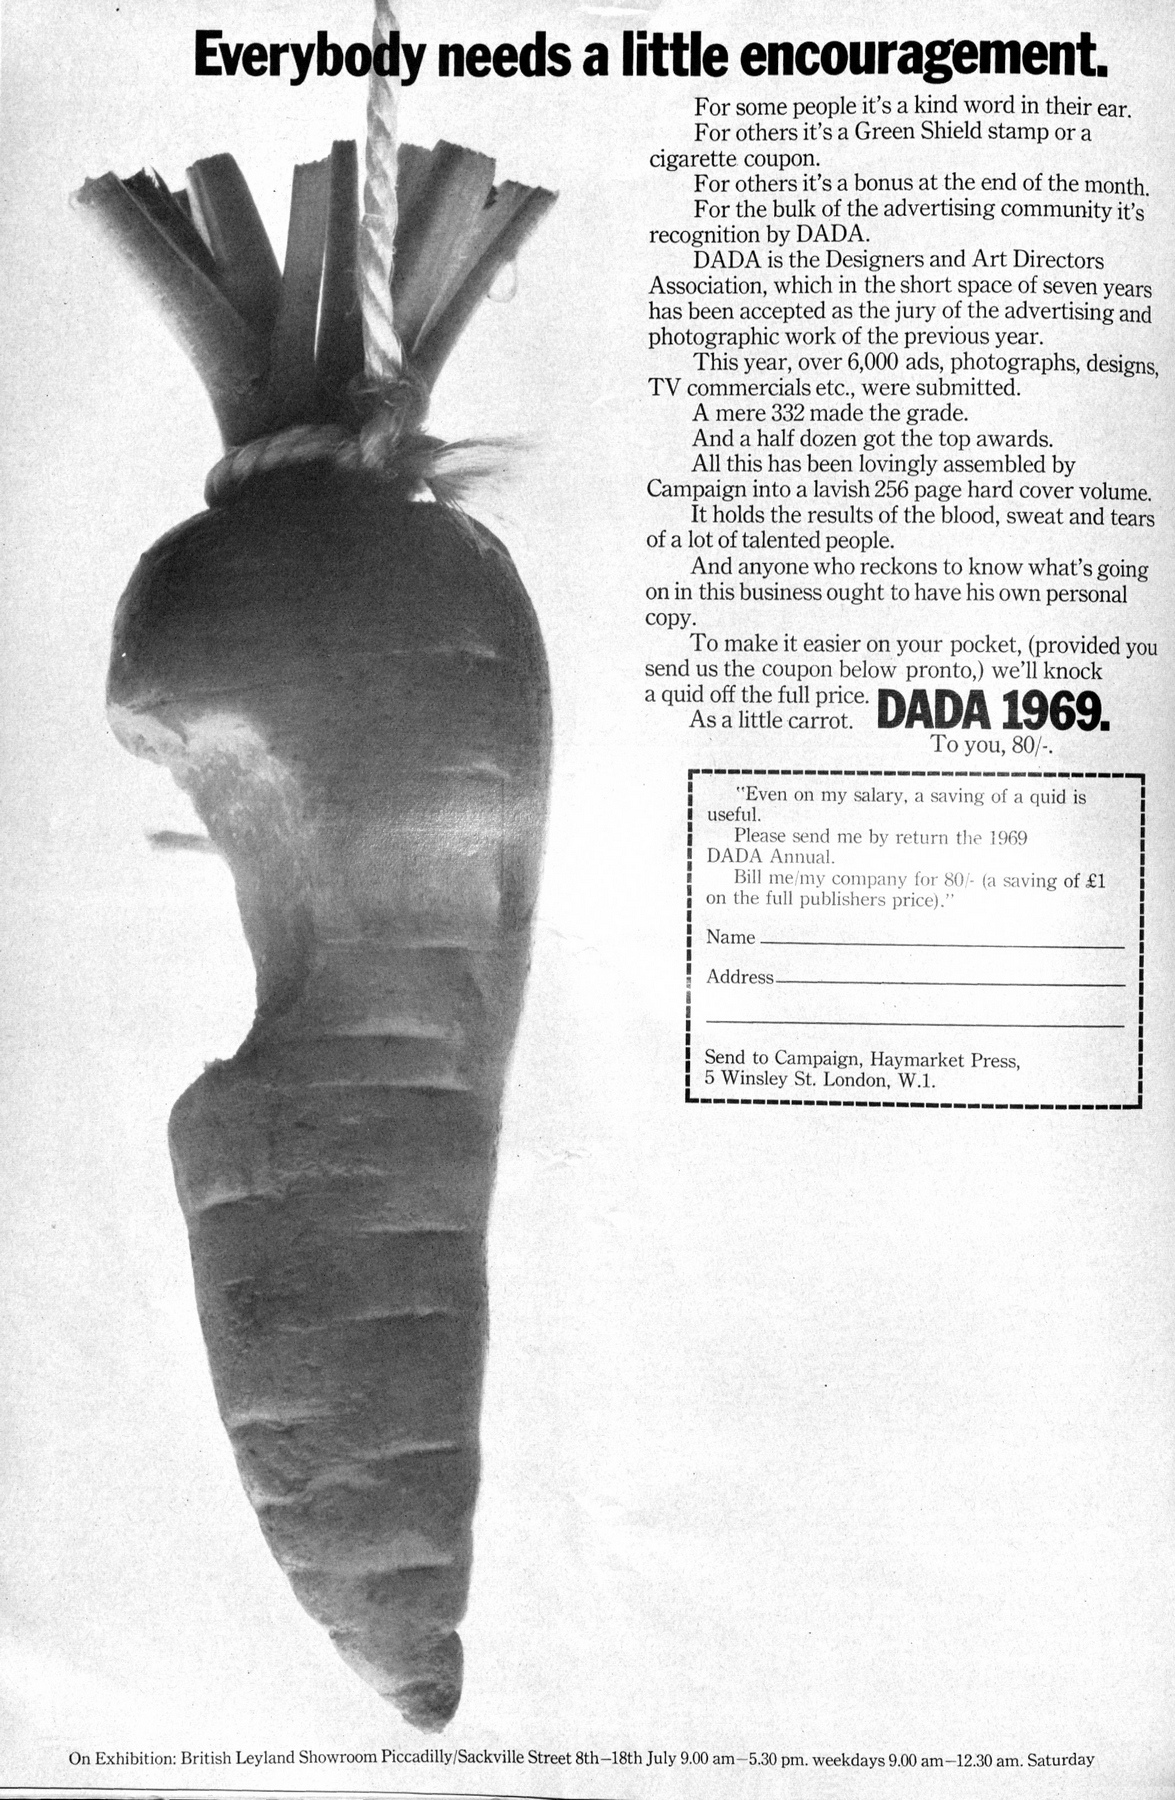 Everybody needs a little encouragement.
For some people it's a kind word in their ear.
For others it's a Green Shield stamp or a
cigarette coupon.
For others it's a bonus at the end of the month.
For the bulk of the advertising community it's
recognition by DADA.
DADA is the Designers and Art Directors
Association, which in the short space of seven years
has been accepted as the jury of the advertising and
photographic work of the previous year.
This year, over 6,000 ads, photographs, designs,
TV commercials etc., were submitted.
A mere 332 made the grade.
And a half dozen got the top awards.
All this has been lovingly assembled by
Campaign into a lavish 256 page hard cover volume.
It holds the results of the blood, sweat and tears
of a lot of talented people.
And anyone who reckons to know what's going
on in this business ought to have his own personal
copy.
To make it easier on your pocket, (provided you
send us the coupon below pronto,) we'll knock
a quid off the full price.
As a little carrot.
DADA 1969.
To you, 80/-.
"Even on my salary, a saving of a quid is
useful.
Please send me by return the 1969
DADA Annual.
Bill me/my company for 80/- (a saving of £1
on the full publishers price)."
Name
Address
Send to Campaign, Haymarket Press,
5 Winsley St. London, W.1.
On Exhibition: British Leyland Showroom Piccadilly/Sackville Street 8th–18th July 9.00 am–5.30 pm. weekdays 9.00 am–12.30 am. Saturday